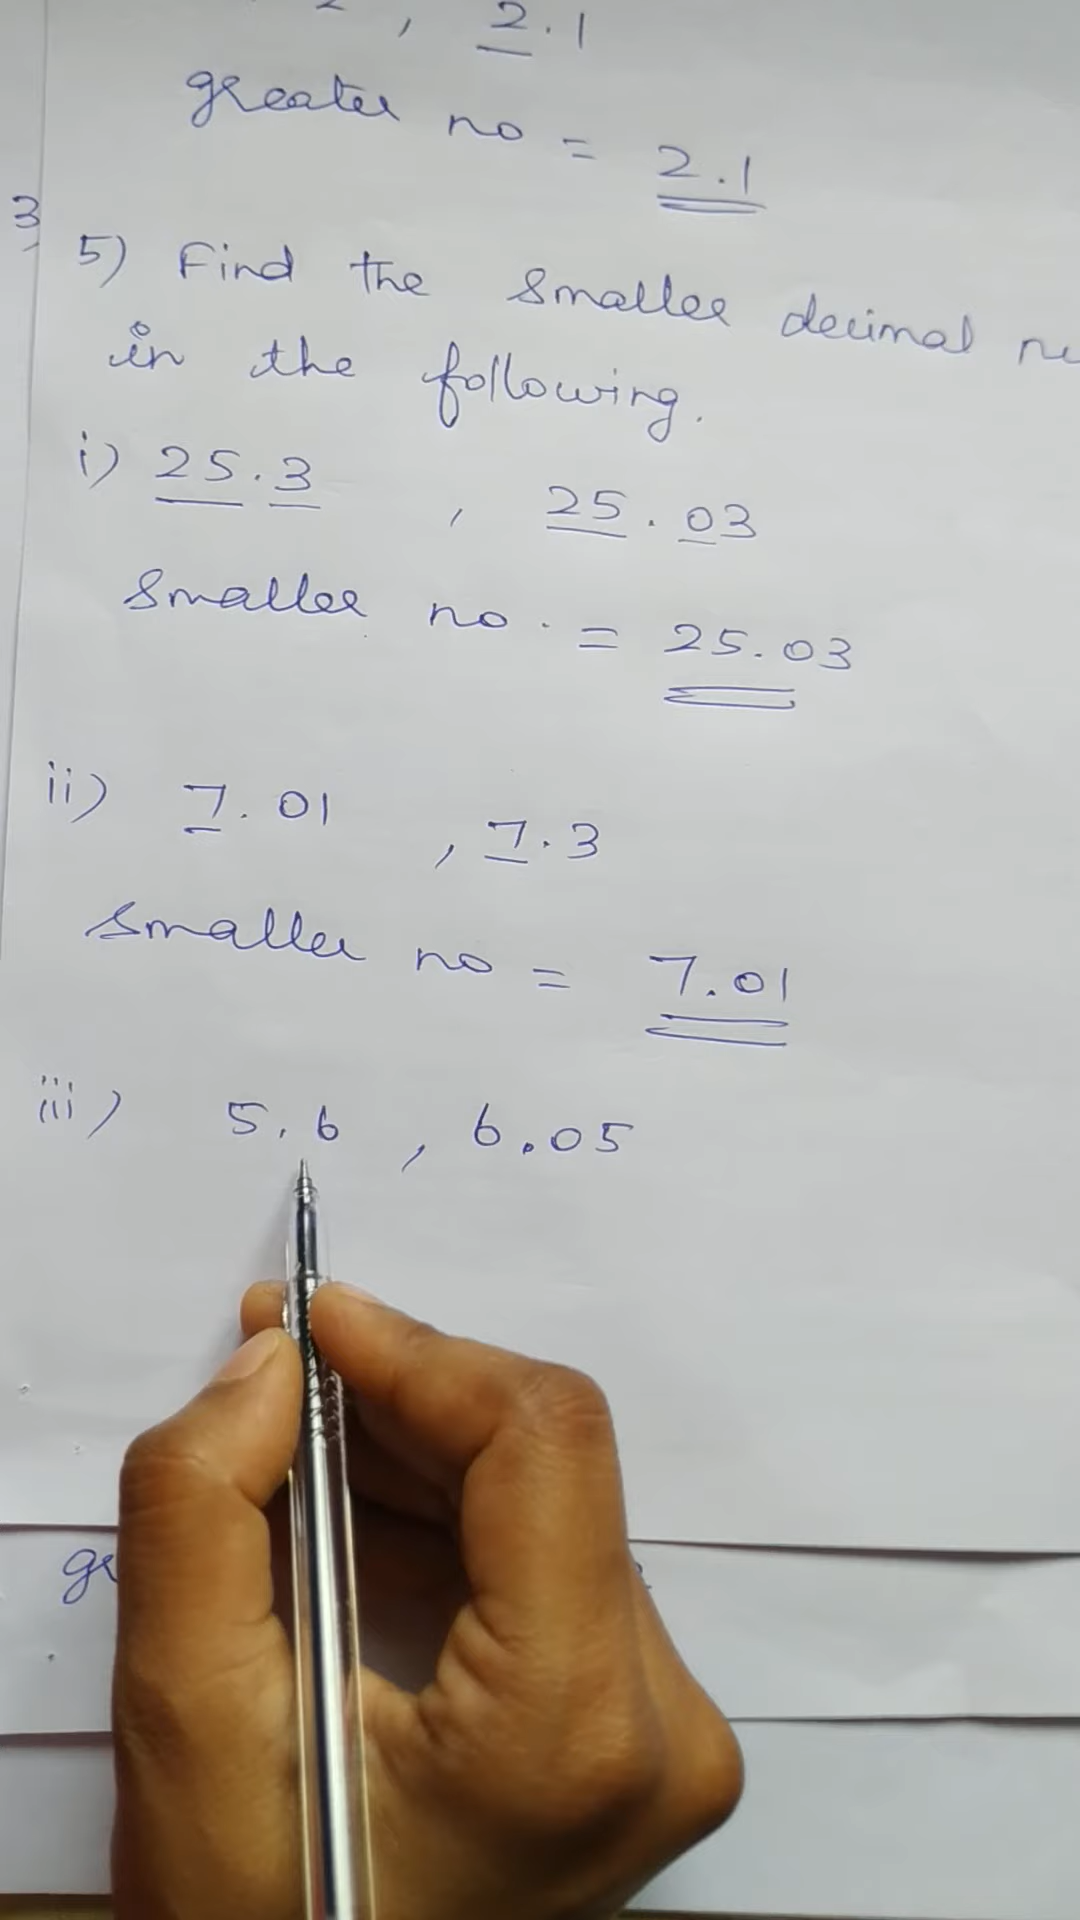 , 2.1
greater no = 2.1
3
5) Find the smaller decimal
in the following.
i) 25.3 , 25.03
Smaller no. = 25.03
ii) 7.01 , 7.3
Smaller no = 7.01
iii) 5.6 , 6.05